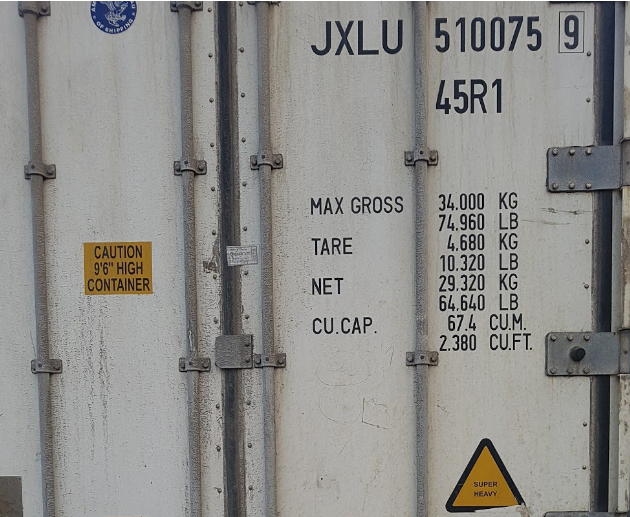 OF SHIPPING
JXLU 510075 9
45R1
MAX GROSS 34.000 KG
74.960 LB
TARE 4.680 KG
10.320 LB
NET 29.320 KG
64.640 LB
CU.CAP. 67.4 CU.M.
2.380 CU.FT.
CAUTION
9'6" HIGH
CONTAINER
SUPER
HEAVY